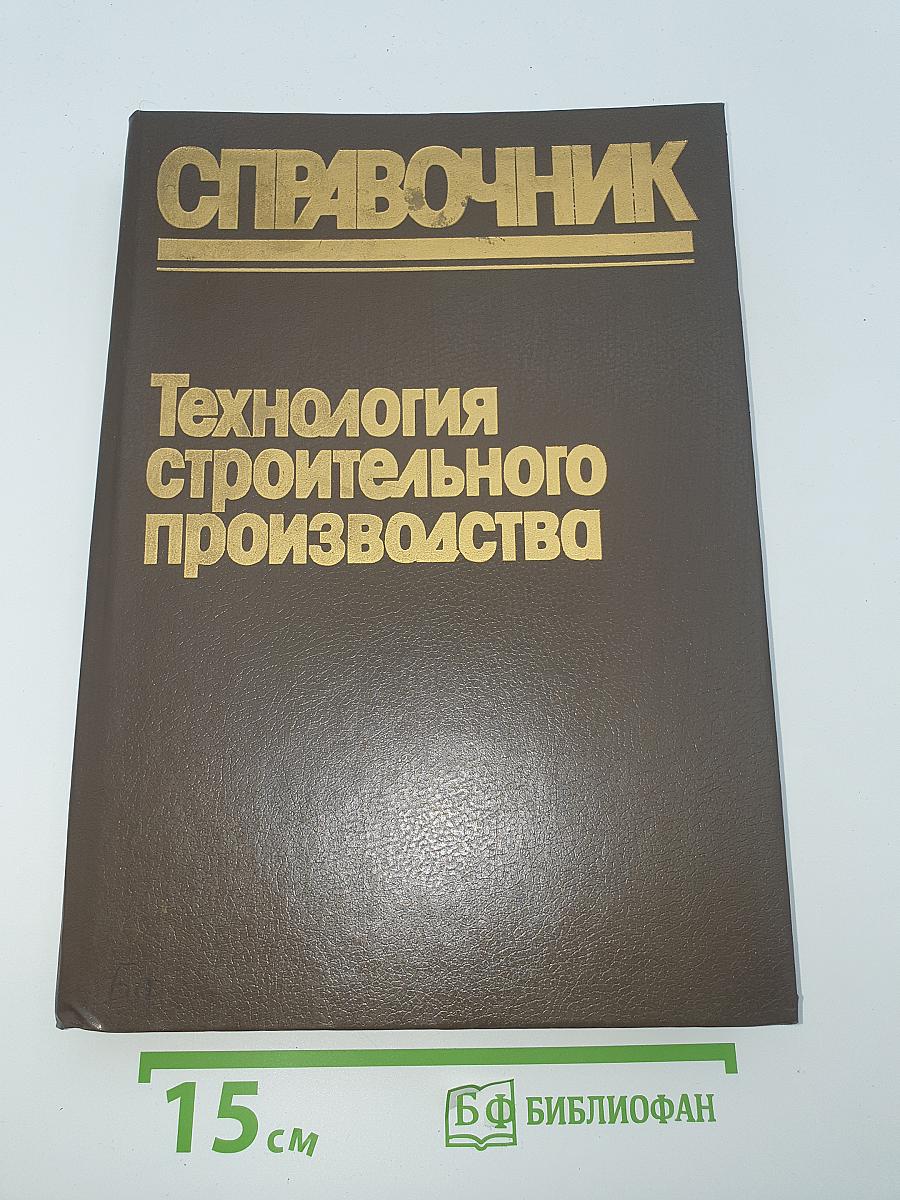 СПРАВОЧНИК
Технология
строительного
производства
15 см
БФ БИБЛИОФАН